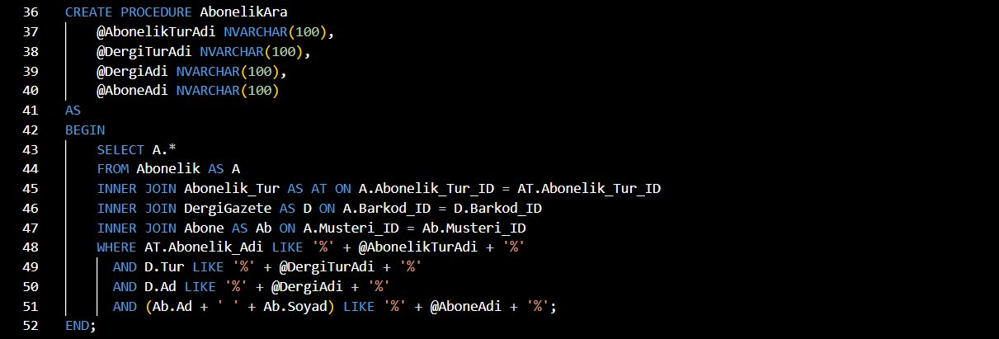 36 CREATE PROCEDURE AbonelikAra
37 @AbonelikTurAdi NVARCHAR(100),
38 @DergiTurAdi NVARCHAR(100),
39 @DergiAdi NVARCHAR(100),
40 @AboneAdi NVARCHAR(100)
41 AS
42 BEGIN
43 SELECT A.*
44 FROM Abonelik AS A
45 INNER JOIN Abonelik_Tur AS AT ON A.Abonelik_Tur_ID = AT.Abonelik_Tur_ID
46 INNER JOIN DergiGazete AS D ON A.Barkod_ID = D.Barkod_ID
47 INNER JOIN Abone AS Ab ON A.Musteri_ID = Ab.Musteri_ID
48 WHERE AT.Abonelik_Adi LIKE '%' + @AbonelikTurAdi + '%'
49 AND D.Tur LIKE '%' + @DergiTurAdi + '%'
50 AND D.Ad LIKE '%' + @DergiAdi + '%'
51 AND (Ab.Ad + ' ' + Ab.Soyad) LIKE '%' + @AboneAdi + '%';
52 END;